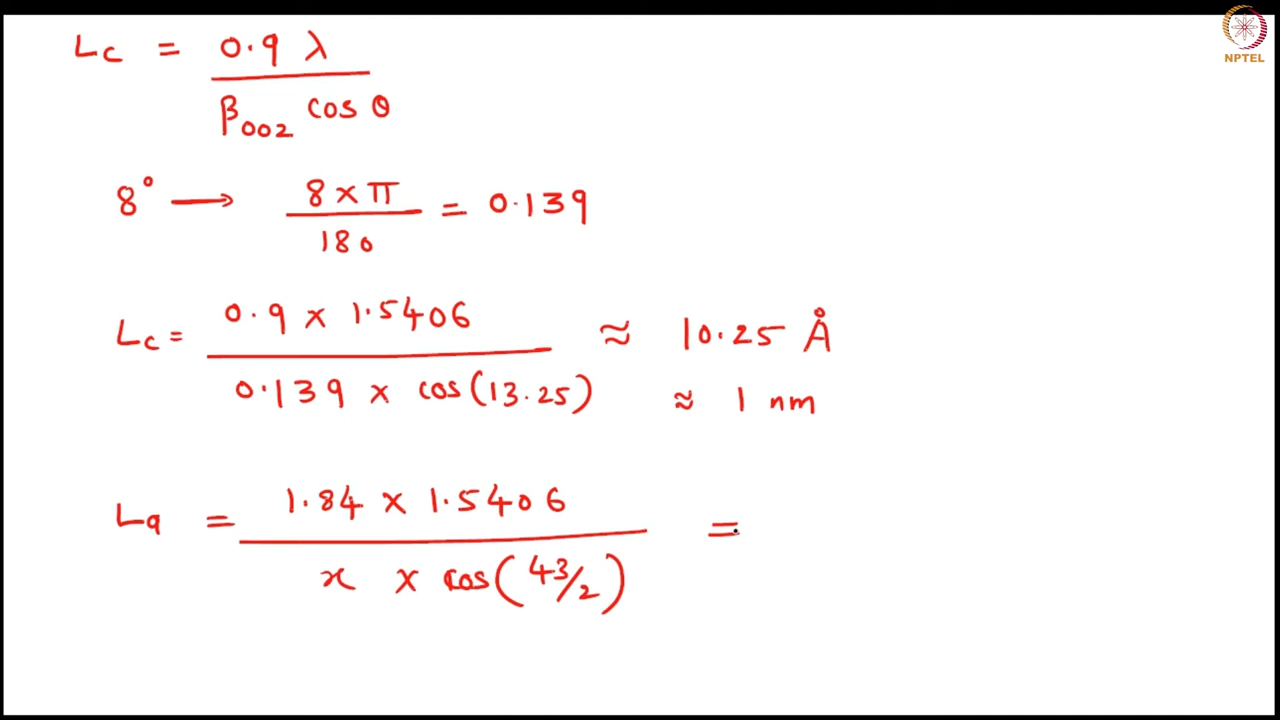 NPTEL
Lc = 0.9 λ / β002 cos θ
8° → 8 × π / 180 = 0.139
Lc = 0.9 × 1.5406 / 0.139 × cos(13.25) ≈ 10.25 Å
≈ 1 nm
La = 1.84 × 1.5406 / x × cos(43/2) =